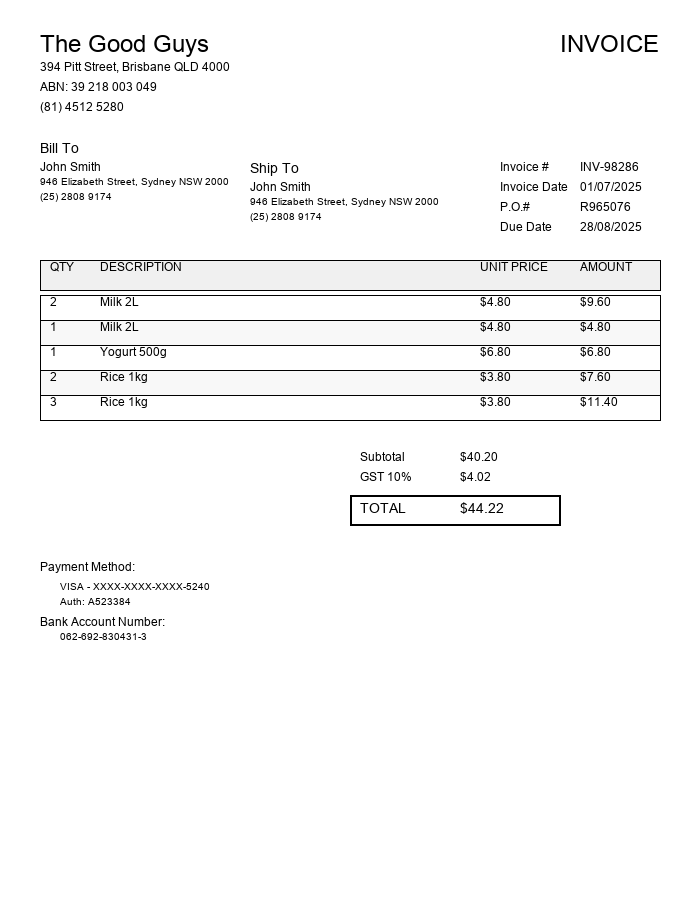 The Good Guys
INVOICE
394 Pitt Street, Brisbane QLD 4000
ABN: 39 218 003 049
(81) 4512 5280
Bill To
John Smith
946 Elizabeth Street, Sydney NSW 2000
(25) 2808 9174
Ship To
John Smith
946 Elizabeth Street, Sydney NSW 2000
(25) 2808 9174
Invoice # INV-98286
Invoice Date 01/07/2025
P.O.# R965076
Due Date 28/08/2025
QTY DESCRIPTION UNIT PRICE AMOUNT
2 Milk 2L $4.80 $9.60
1 Milk 2L $4.80 $4.80
1 Yogurt 500g $6.80 $6.80
2 Rice 1kg $3.80 $7.60
3 Rice 1kg $3.80 $11.40
Subtotal $40.20
GST 10% $4.02
TOTAL $44.22
Payment Method:
VISA - XXXX-XXXX-XXXX-5240
Auth: A523384
Bank Account Number:
062-692-830431-3